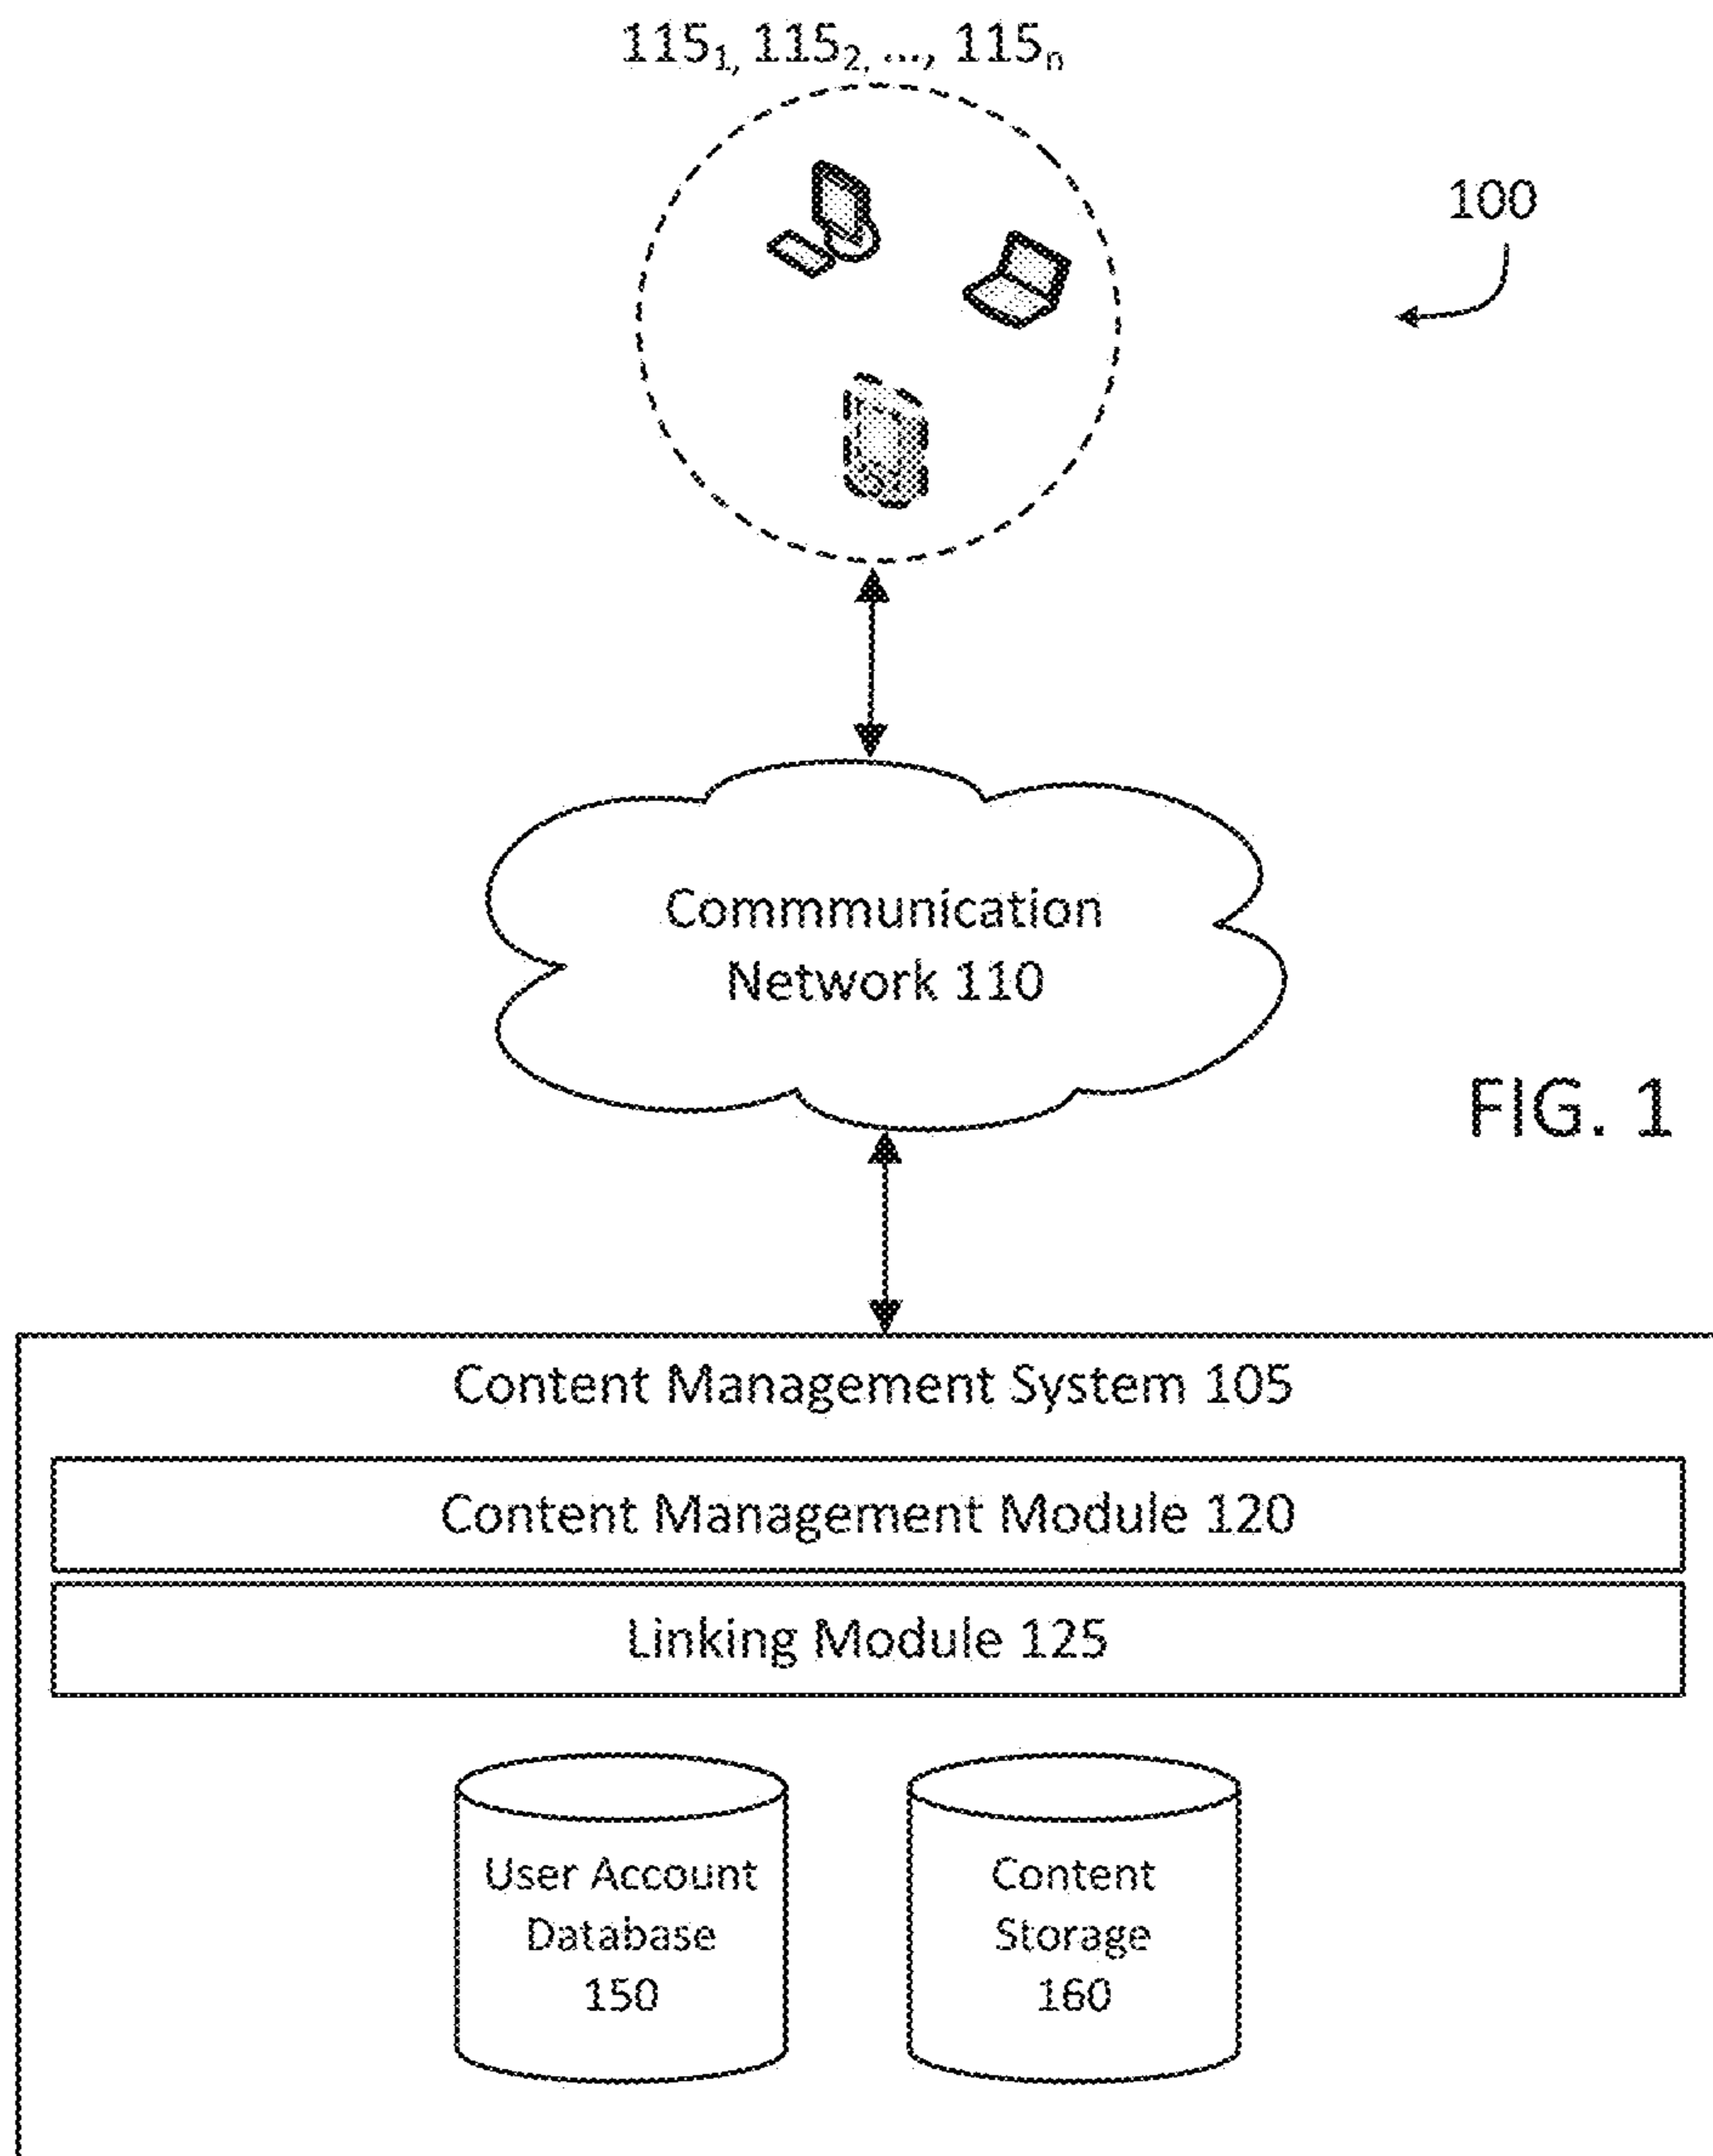 115₁, 115₂, ..., 115ₙ
100
Commmunication
Network 110
FIG. 1
Content Management System 105
Content Management Module 120
Linking Module 125
User Account
Database
150
Content
Storage
160